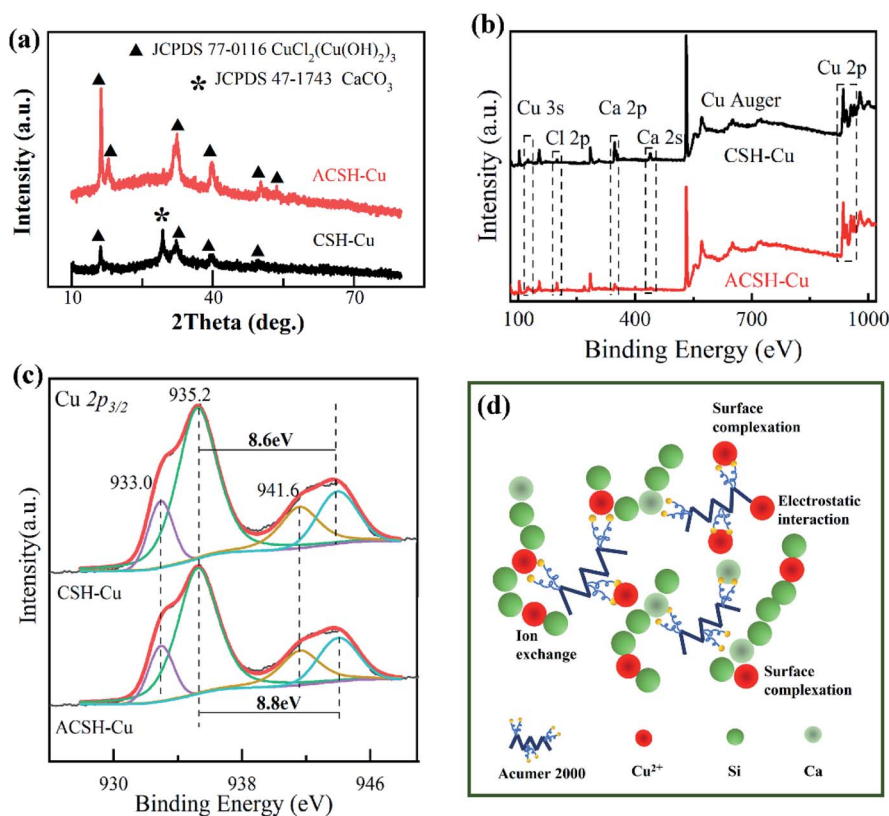 (a)
▲ JCPDS 77-0116 CuCl₂(Cu(OH)₂)₃
* JCPDS 47-1743 CaCO₃
Intensity (a.u.)
ACSH-Cu
CSH-Cu
10 40 70
2Theta (deg.)
(b)
Cu 2p
Cu 3s Ca 2p Cu Auger
Cl 2p Ca 2s
CSH-Cu
Intensity (a.u.)
ACSH-Cu
100 400 700 1000
Binding Energy (eV)
(c)
Cu 2p₃/₂
935.2
8.6eV
933.0
941.6
Intensity(a.u.)
CSH-Cu
8.8eV
ACSH-Cu
930 938 946
Binding Energy (eV)
(d)
Surface
complexation
Electrostatic
interaction
Ion
exchange
Surface
complexation
Acumer 2000 Cu²⁺ Si Ca